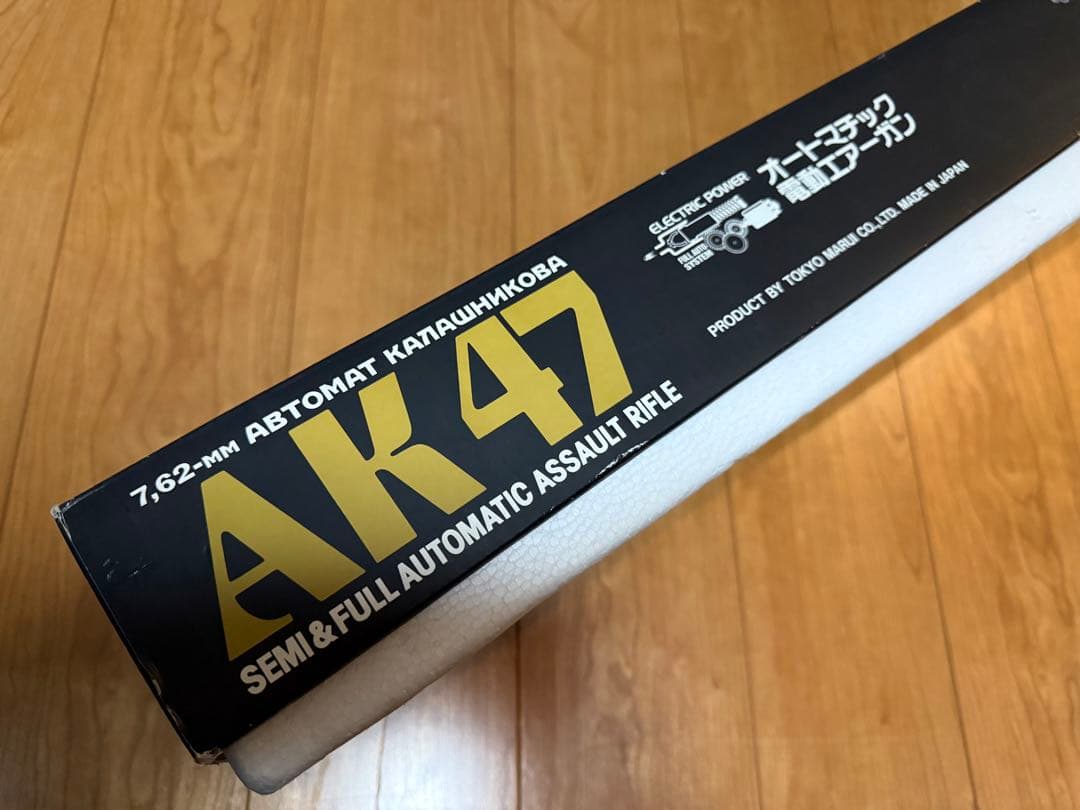 7,62-мм АВТОМАТ КАЛАШНИКОВА
AK 47
SEMI & FULL AUTOMATIC ASSAULT RIFLE
ELECTRIC POWER
FULL AUTO
SYSTEM
オートマチック
電動エアーガン
PRODUCT BY TOKYO MARUI CO.,LTD. MADE IN JAPAN